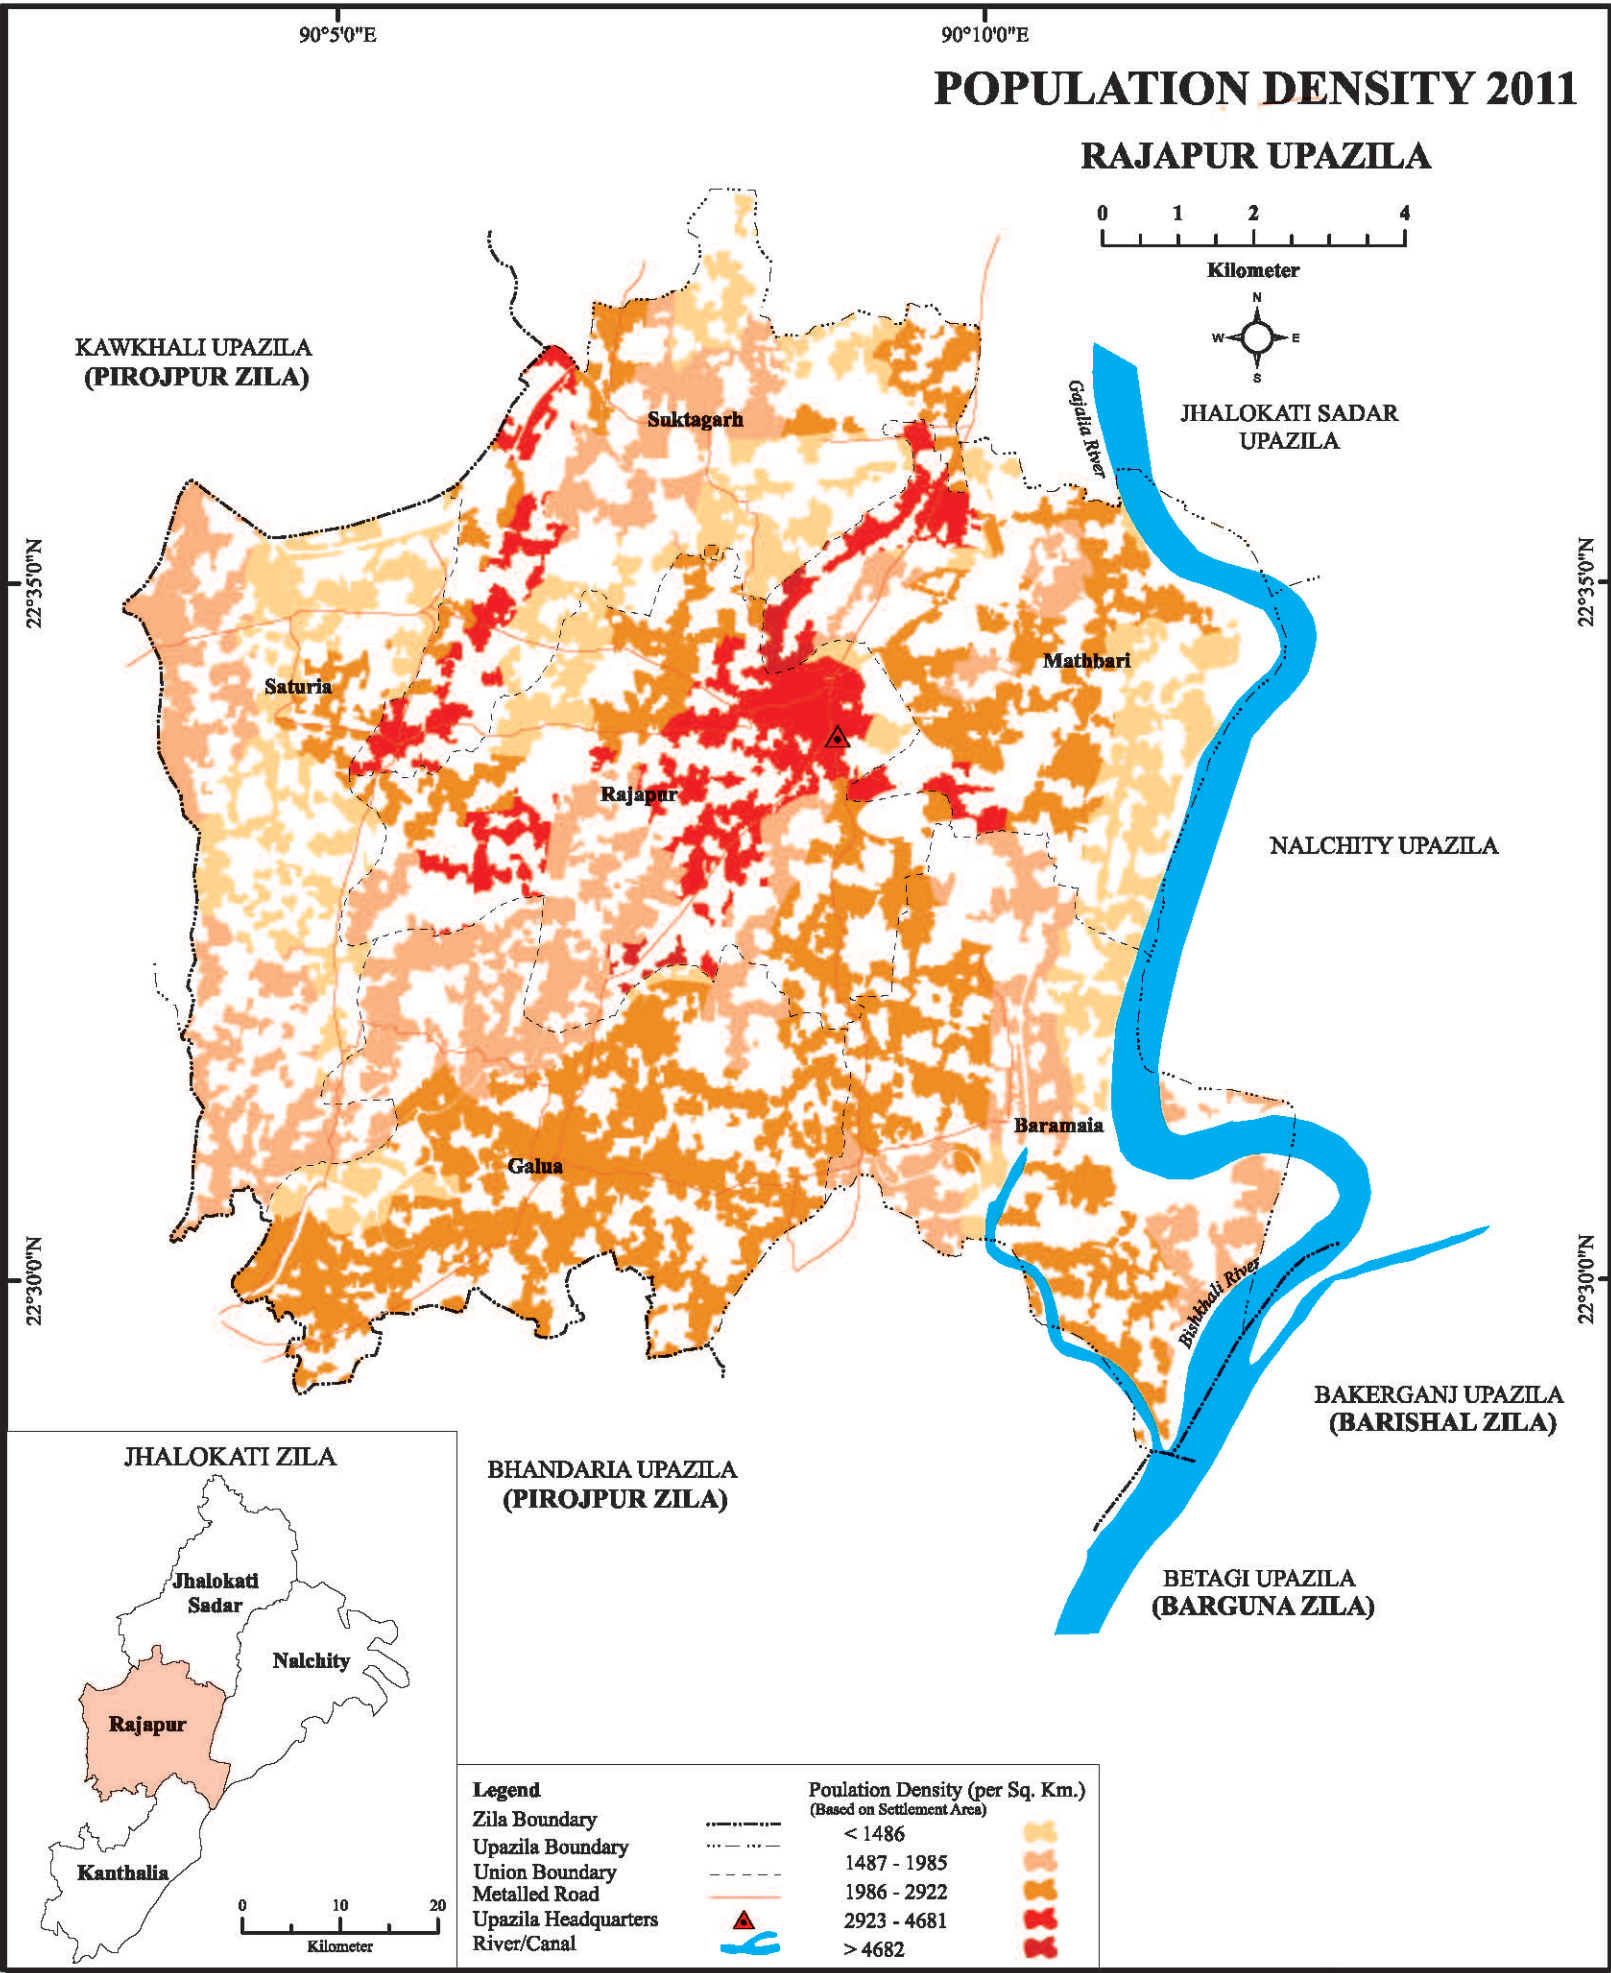 90°5'0"E
90°10'0"E
POPULATION DENSITY 2011
RAJAPUR UPAZILA
0 1 2 4
Kilometer
N
W E
S
KAWKHALI UPAZILA
(PIROJPUR ZILA)
Gajalia River
JHALOKATI SADAR
UPAZILA
Suktagarh
22°35'0"N
22°35'0"N
Mathbari
Saturia
Rajapur
NALCHITY UPAZILA
Baramaia
Galua
22°30'0"N
22°30'0"N
Bishkhali River
BAKERGANJ UPAZILA
(BARISHAL ZILA)
BHANDARIA UPAZILA
(PIROJPUR ZILA)
BETAGI UPAZILA
(BARGUNA ZILA)
JHALOKATI ZILA
Jhalokati
Sadar
Nalchity
Rajapur
Kanthalia
0 10 20
Kilometer
Legend
Zila Boundary
Upazila Boundary
Union Boundary
Metalled Road
Upazila Headquarters
River/Canal
Poulation Density (per Sq. Km.)
(Based on Settlement Area)
< 1486
1487 - 1985
1986 - 2922
2923 - 4681
> 4682